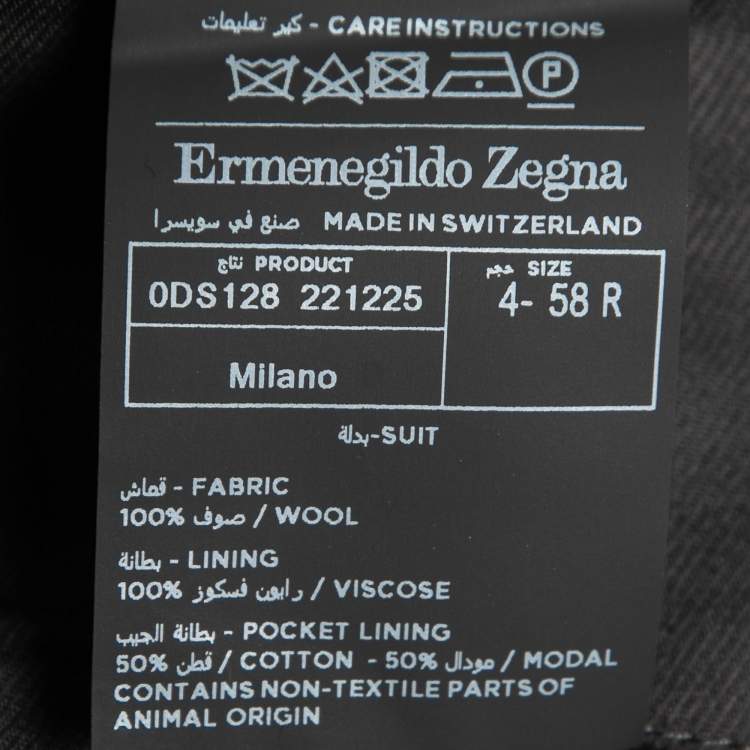 كير تعليمات - CARE INSTRUCTIONS
P
Ermenegildo Zegna
صنع في سويسرا MADE IN SWITZERLAND
نتاج PRODUCT
0DS128 221225
حجم SIZE
4- 58 R
Milano
بدلة-SUIT
قماش - FABRIC
100% صوف / WOOL
بطانة - LINING
100% رايون فسكوز / VISCOSE
بطانة الجيب - POCKET LINING
50% قطن / COTTON - 50% مودال / MODAL
CONTAINS NON-TEXTILE PARTS OF
ANIMAL ORIGIN